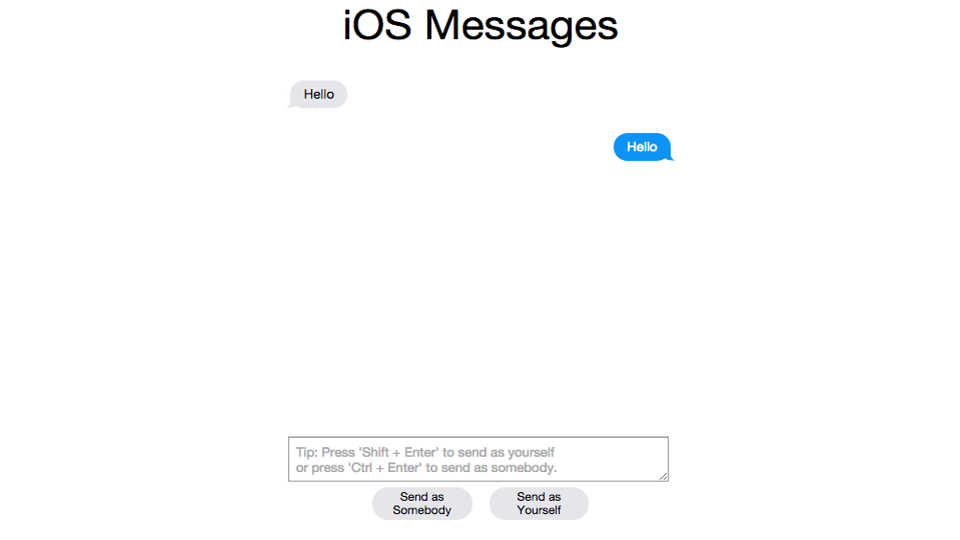 iOS Messages
Hello
Hello
Tip: Press 'Shift + Enter' to send as yourself
or press 'Ctrl + Enter' to send as somebody.
Send as
Somebody
Send as
Yourself